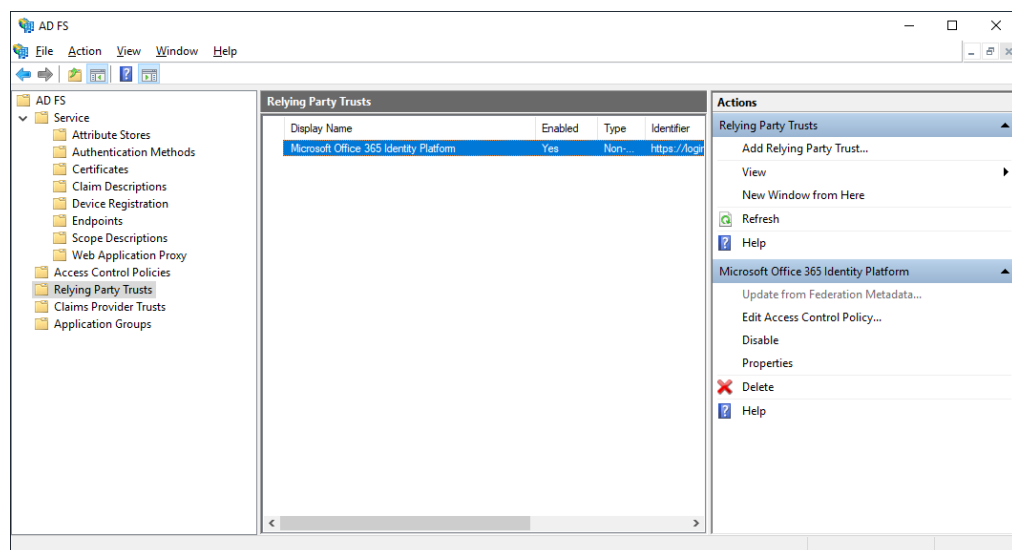 AD FS
File Action View Window Help
AD FS
Service
Attribute Stores
Authentication Methods
Certificates
Claim Descriptions
Device Registration
Endpoints
Scope Descriptions
Web Application Proxy
Access Control Policies
Relying Party Trusts
Claims Provider Trusts
Application Groups
Relying Party Trusts
Display Name Enabled Type Identifier
Microsoft Office 365 Identity Platform Yes Non-... https://login
Actions
Relying Party Trusts
Add Relying Party Trust...
View
New Window from Here
Refresh
Help
Microsoft Office 365 Identity Platform
Update from Federation Metadata...
Edit Access Control Policy...
Disable
Properties
Delete
Help